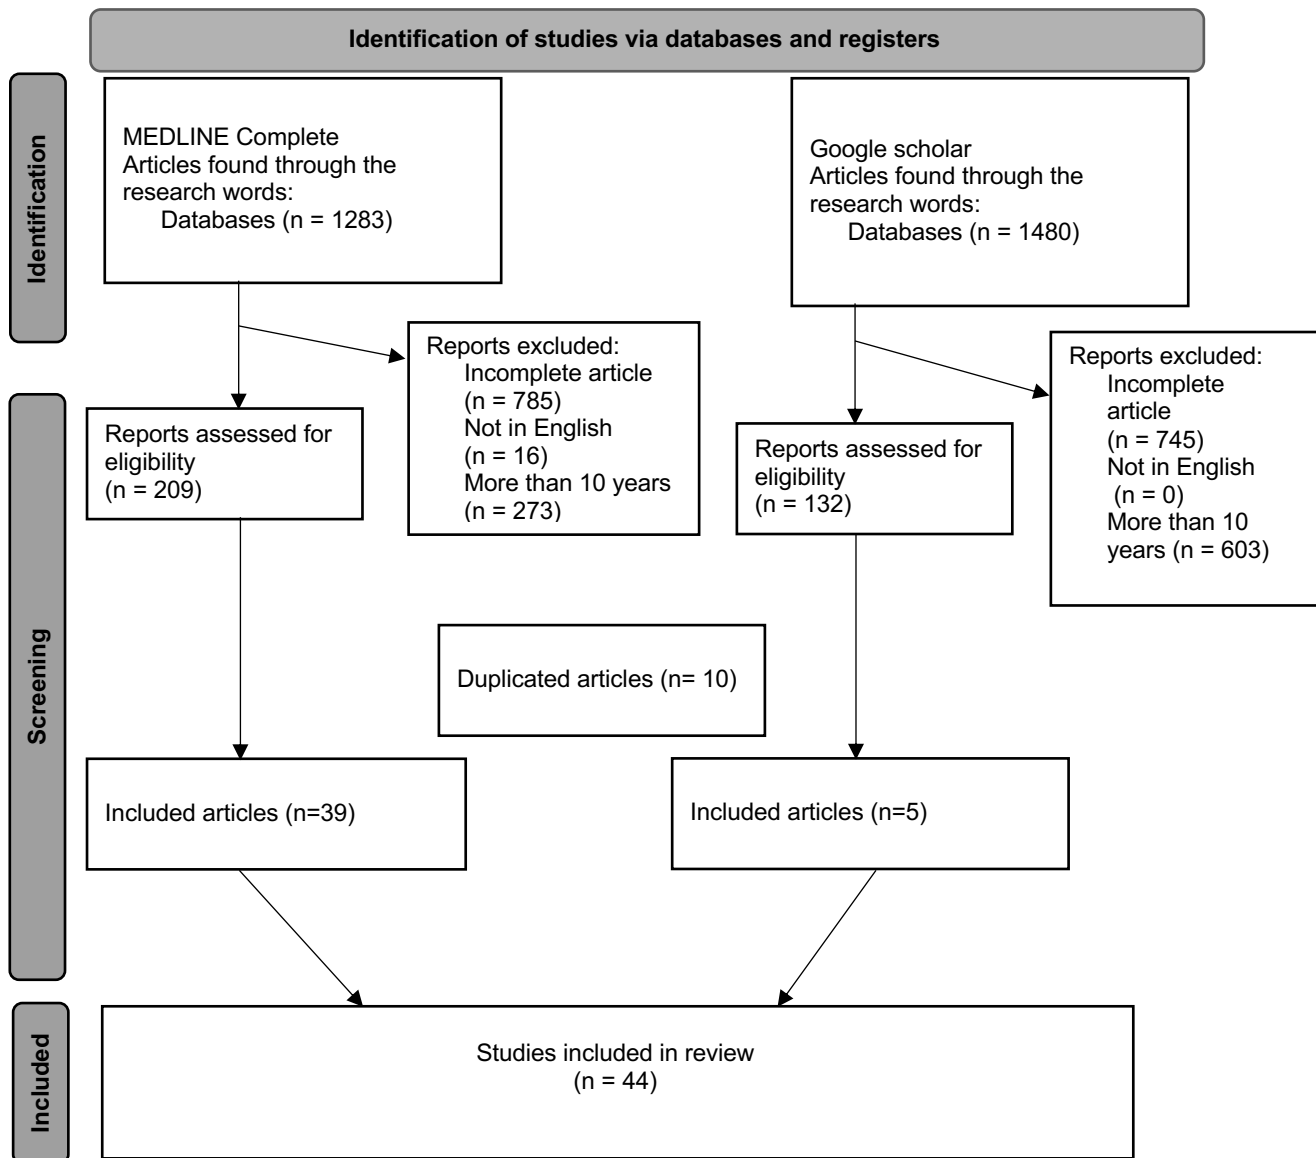 Identification of studies via databases and registers
Identification
MEDLINE Complete
Articles found through the
research words:
Databases (n = 1283)
Google scholar
Articles found through the
research words:
Databases (n = 1480)
Reports excluded:
Incomplete article
(n = 785)
Not in English
(n = 16)
More than 10 years
(n = 273)
Reports excluded:
Incomplete
article
(n = 745)
Not in English
(n = 0)
More than 10
years (n = 603)
Screening
Reports assessed for
eligibility
(n = 209)
Reports assessed for
eligibility
(n = 132)
Duplicated articles (n= 10)
Included articles (n=39)
Included articles (n=5)
Included
Studies included in review
(n = 44)